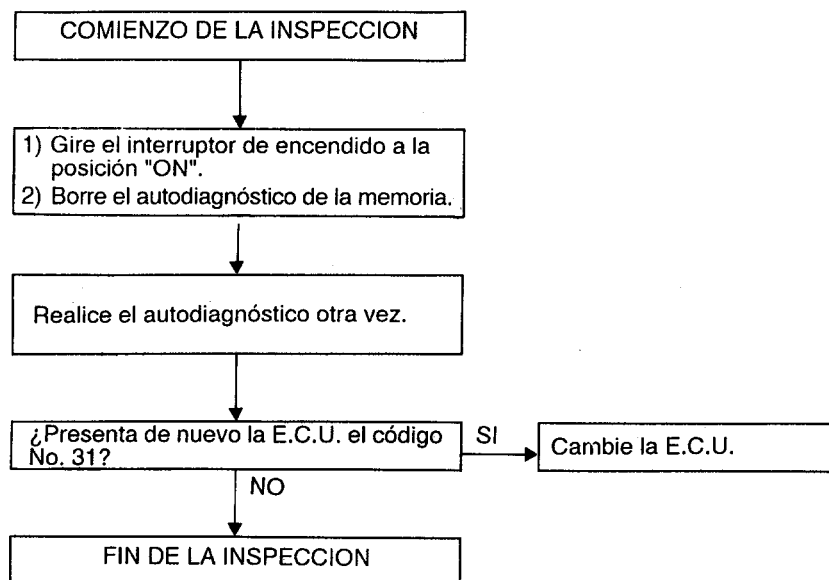 COMIENZO DE LA INSPECCION
1) Gire el interruptor de encendido a la
posición "ON".
2) Borre el autodiagnóstico de la memoria.
Realice el autodiagnóstico otra vez.
¿Presenta de nuevo la E.C.U. el código
No. 31?
SI
Cambie la E.C.U.
NO
FIN DE LA INSPECCION